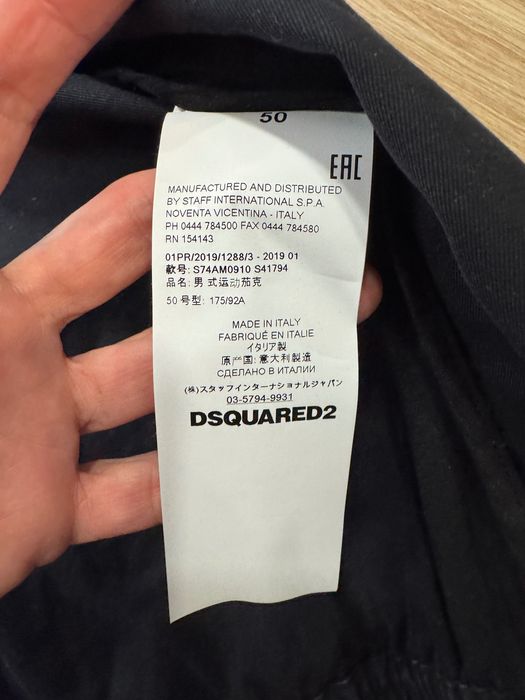 50
EAC
MANUFACTURED AND DISTRIBUTED
BY STAFF INTERNATIONAL S.P.A.
NOVENTA VICENTINA - ITALY
PH 0444 784500 FAX 0444 784580
RN 154143
01PR/2019/1288/3 - 2019 01
款号: S74AM0910 S41794
品名: 男 式运动茄克
50 号型: 175/92A
MADE IN ITALY
FABRIQUÉ EN ITALIE
イタリア製
原产国: 意大利製造
СДЕЛАНО В ИТАЛИИ
(株)スタッフインターナショナルジャパン
03-5794-9931
DSQUARED2